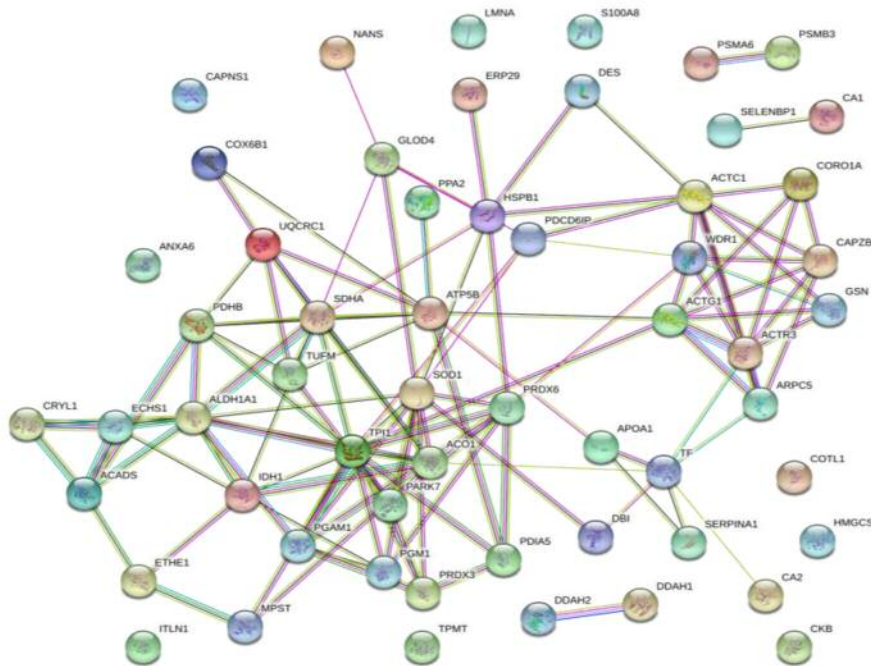 LMNA
S100A8
NANS
PSMA6
PSMB3
CAPNS1
ERP29
DES
SELENBP1
CA1
COX6B1
GLOD4
PPA2
HSPB1
ACTC1
CORO1A
PDCD6IP
UQCRC1
WDR1
CAPZB
ANXA6
SDHA
ATP5B
GSN
PDHB
ACTG1
TUFM
ACTR3
SOD1
ARPC5
CRYL1
ECHS1
ALDH1A1
PRDX6
TPI1
ACO1
APOA1
TF
ACADS
IDH1
PARK7
COTL1
PGAM1
DBI
SERPINA1
HMGCS
PDIA5
PGM1
ETHE1
PRDX3
CA2
DDAH1
DDAH2
MPST
ITLN1
TPMT
CKB